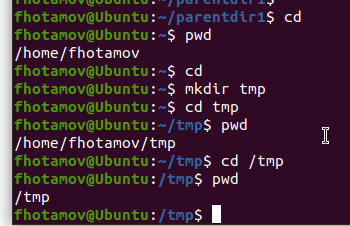 fhotamov@Ubuntu:~/parentdir1$ cd
fhotamov@Ubuntu:~$ pwd
/home/fhotamov
fhotamov@Ubuntu:~$ cd
fhotamov@Ubuntu:~$ mkdir tmp
fhotamov@Ubuntu:~$ cd tmp
fhotamov@Ubuntu:~/tmp$ pwd
/home/fhotamov/tmp
fhotamov@Ubuntu:~/tmp$ cd /tmp
fhotamov@Ubuntu:/tmp$ pwd
/tmp
fhotamov@Ubuntu:/tmp$